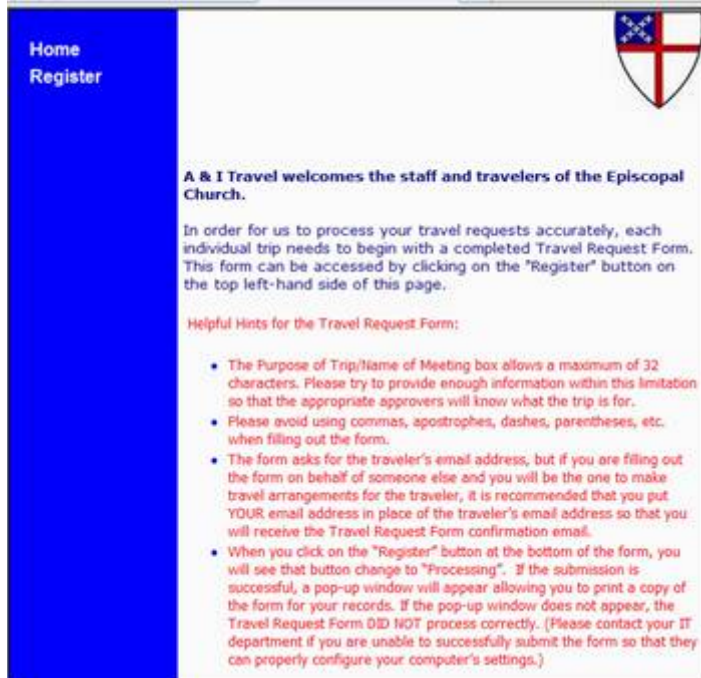 Home
Register
A & I Travel welcomes the staff and travelers of the Episcopal
Church.
In order for us to process your travel requests accurately, each
individual trip needs to begin with a completed Travel Request Form.
This form can be accessed by clicking on the "Register" button on
the top left-hand side of this page.
Helpful Hints for the Travel Request Form:
• The Purpose of Trip/Name of Meeting box allows a maximum of 32
characters. Please try to provide enough information within this limitation
so that the appropriate approvers will know what the trip is for.
• Please avoid using commas, apostrophes, dashes, parentheses, etc.
when filling out the form.
• The form asks for the traveler's email address, but if you are filling out
the form on behalf of someone else and you will be the one to make
travel arrangements for the traveler, it is recommended that you put
YOUR email address in place of the traveler's email address so that you
will receive the Travel Request Form confirmation email.
• When you click on the "Register" button at the bottom of the form, you
will see that button change to "Processing".  If the submission is
successful, a pop-up window will appear allowing you to print a copy of
the form for your records. If the pop-up window does not appear, the
Travel Request Form DID NOT process correctly. (Please contact your IT
department if you are unable to successfully submit the form so that they
can properly configure your computer's settings.)